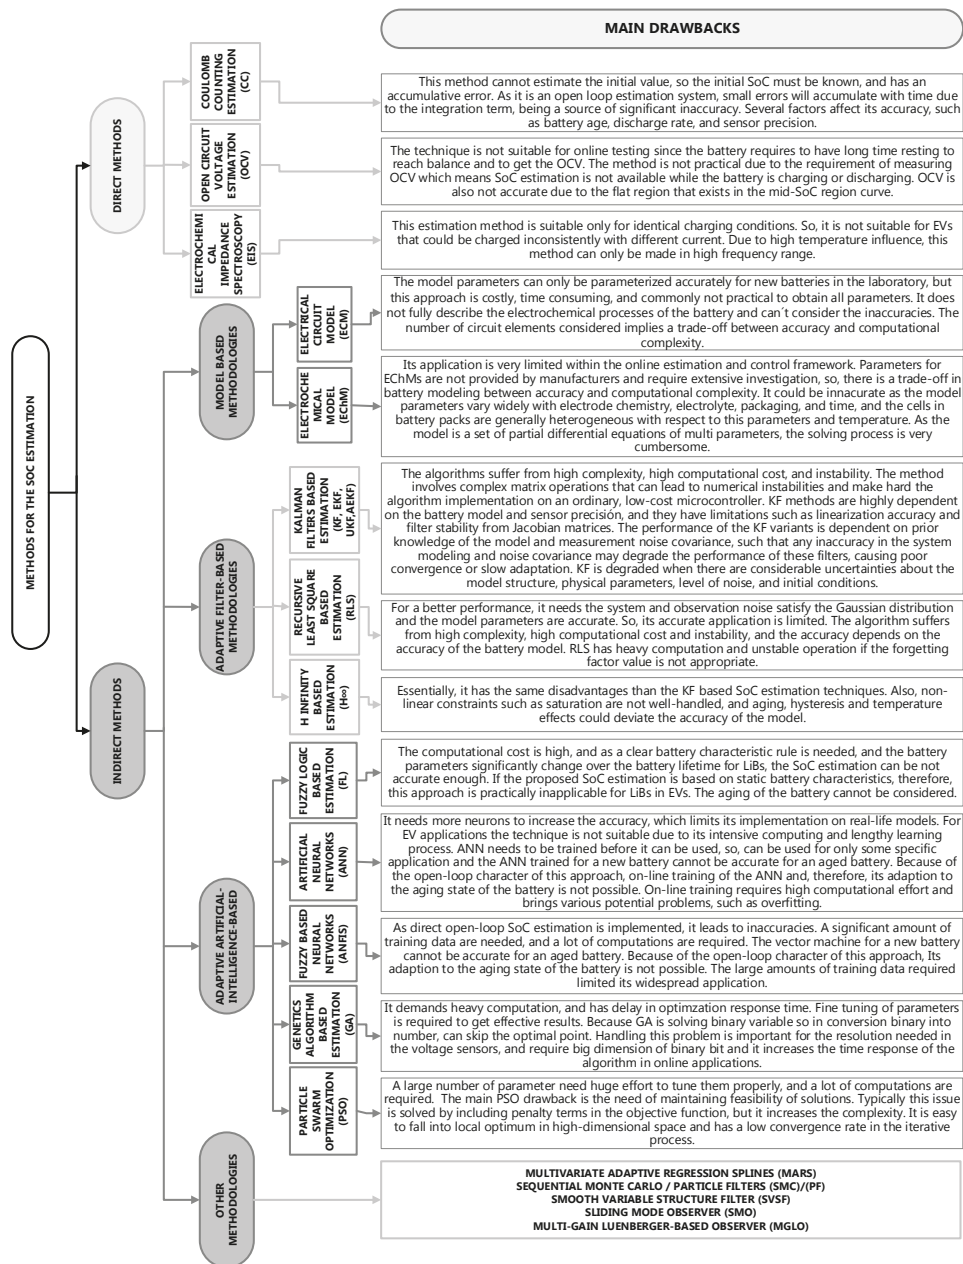 MAIN DRAWBACKS
METHODS FOR THE SOC ESTIMATION
DIRECT METHODS
COULOMB
COUNTING
ESTIMATION
(CC)
This method cannot estimate the initial value, so the initial SoC must be known, and has an
accumulative error. As it is an open loop estimation system, small errors will accumulate with time due
to the integration term, being a source of significant inaccuracy. Several factors affect its accuracy,
such as battery age, discharge rate, and sensor precision.
OPEN CIRCUIT
VOLTAGE
ESTIMATION
(OCV)
The technique is not suitable for online testing since the battery requires to have long time resting to
reach balance and to get the OCV. The method is not practical due to the requirement of measuring
OCV which means SoC estimation is not available while the battery is charging or discharging. OCV is
also not accurate due to the flat region that exists in the mid-SoC region curve.
ELECTROCHEMI
CAL
IMPEDANCE
SPECTROSCOPY
(EIS)
This estimation method is suitable only for identical charging conditions. So, it is not suitable for EVs
that could be charged inconsistently with different current. Due to high temperature influence, this
method can only be made in high frequency range.
INDIRECT METHODS
MODEL BASED
METHODOLOGIES
ELECTRICAL
CIRCUIT
MODEL
(ECM)
The model parameters can only be parameterized accurately for new batteries in the laboratory, but
this approach is costly, time consuming, and commonly not practical to obtain all parameters. It does
not fully describe the electrochemical processes of the battery and can´t consider the inaccuracies. The
number of circuit elements considered implies a trade-off between accuracy and computational
complexity.
ELECTROCHE
MICAL
MODEL
(EChM)
Its application is very limited within the online estimation and control framework. Parameters for
EChMs are not provided by manufacturers and require extensive investigation, so, there is a trade-off in
battery modeling between accuracy and computational complexity. It could be innacurate as the model
parameters vary widely with electrode chemistry, electrolyte, packaging, and time, and the cells in
battery packs are generally heterogeneous with respect to this parameters and temperature. As the
model is a set of partial differential equations of multi parameters, the solving process is very
cumbersome.
ADAPTIVE FILTER-BASED
METHODOLOGIES
KALMAN
FILTERS BASED
ESTIMATION
(KF, EKF,
UKF,AEKF)
The algorithms suffer from high complexity, high computational cost, and instability. The method
involves complex matrix operations that can lead to numerical instabilities and make hard the
algorithm implementation on an ordinary, low-cost microcontroller. KF methods are highly dependent
on the battery model and sensor precisión, and they have limitations such as linearization accuracy and
filter stability from Jacobian matrices. The performance of the KF variants is dependent on prior
knowledge of the model and measurement noise covariance, such that any inaccuracy in the system
modeling and noise covariance may degrade the performance of these filters, causing poor
convergence or slow adaptation. KF is degraded when there are considerable uncertainties about the
model structure, physical parameters, level of noise, and initial conditions.
RECURSIVE
LEAST SQUARE
BASED
ESTIMATION
(RLS)
For a better performance, it needs the system and observation noise satisfy the Gaussian distribution
and the model parameters are accurate. So, its accurate application is limited. The algorithm suffers
from high complexity, high computational cost and instability, and the accuracy depends on the
accuracy of the battery model. RLS has heavy computation and unstable operation if the forgetting
factor value is not appropriate.
H INFINITY
BASED
ESTIMATION
(H∞)
Essentially, it has the same disadvantages than the KF based SoC estimation techniques. Also, non-
linear constraints such as saturation are not well-handled, and aging, hysteresis and temperature
effects could deviate the accuracy of the model.
ADAPTIVE ARTIFICIAL-
INTELLIGENCE-BASED
FUZZY LOGIC
BASED
ESTIMATION
(FL)
The computational cost is high, and as a clear battery characteristic rule is needed, and the battery
parameters significantly change over the battery lifetime for LiBs, the SoC estimation can be not
accurate enough. If the proposed SoC estimation is based on static battery characteristics, therefore,
this approach is practically inapplicable for LiBs in EVs. The aging of the battery cannot be considered.
ARTIFICIAL
NEURAL
NETWORKS
(ANN)
It needs more neurons to increase the accuracy, which limits its implementation on real-life models. For
EV applications the technique is not suitable due to its intensive computing and lengthy learning
process. ANN needs to be trained before it can be used, so, can be used for only some specific
application and the ANN trained for a new battery cannot be accurate for an aged battery. Because of
the open-loop character of this approach, on-line training of the ANN and, therefore, its adaption to
the aging state of the battery is not possible. On-line training requires high computational effort and
brings various potential problems, such as overfitting.
FUZZY BASED
NEURAL
NETWORKS
(ANFIS)
As direct open-loop SoC estimation is implemented, it leads to inaccuracies. A significant amount of
training data are needed, and a lot of computations are required. The vector machine for a new battery
cannot be accurate for an aged battery. Because of the open-loop character of this approach, Its
adaption to the aging state of the battery is not possible. The large amounts of training data required
limited its widespread application.
GENETICS
ALGORITHM
BASED
ESTIMATION
(GA)
It demands heavy computation, and has delay in optimzation response time. Fine tuning of parameters
is required to get effective results. Because GA is solving binary variable so in conversion binary into
number, can skip the optimal point. Handling this problem is important for the resolution needed in
the voltage sensors, and require big dimension of binary bit and it increases the time response of the
algorithm in online applications.
PARTICLE
SWARM
OPTIMIZATION
(PSO)
A large number of parameter need huge effort to tune them properly, and a lot of computations are
required. The main PSO drawback is the need of maintaining feasibility of solutions. Typically this issue
is solved by including penalty terms in the objective function, but it increases the complexity. It is easy
to fall into local optimum in high-dimensional space and has a low convergence rate in the iterative
process.
OTHER
METHODOLOGIES
MULTIVARIATE ADAPTIVE REGRESSION SPLINES (MARS)
SEQUENTIAL MONTE CARLO / PARTICLE FILTERS (SMC)/(PF)
SMOOTH VARIABLE STRUCTURE FILTER (SVSF)
SLIDING MODE OBSERVER (SMO)
MULTI-GAIN LUENBERGER-BASED OBSERVER (MGLO)